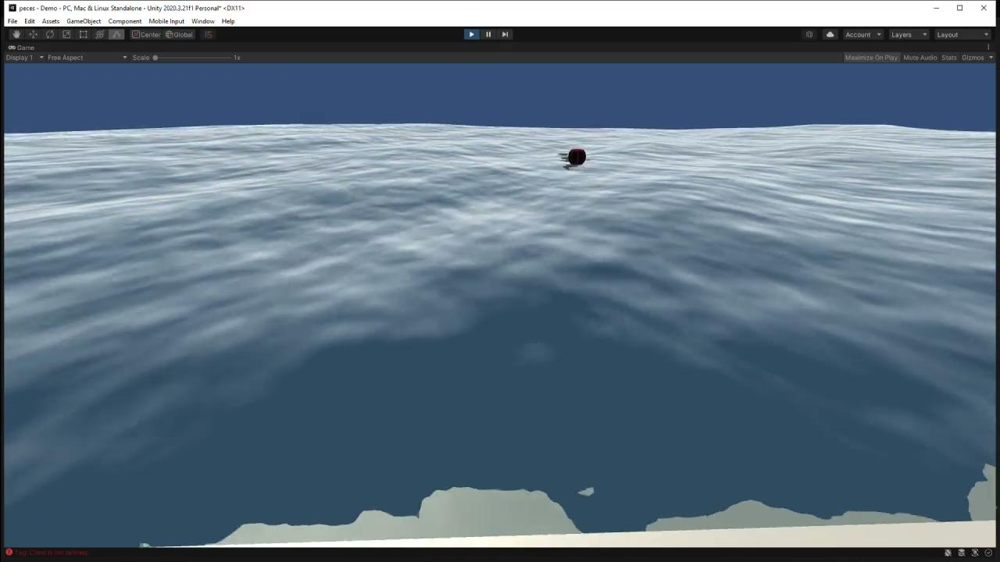 peces - Demo - PC, Mac & Linux Standalone - Unity 2020.3.21f1 Personal* <DX11>
File Edit Assets GameObject Component Mobile Input Window Help
Center Global Account Layers Layout
Game
Display 1 Free Aspect Scale 1x Maximize On Play Mute Audio Stats Gizmos
Tag: Chest is not defined.